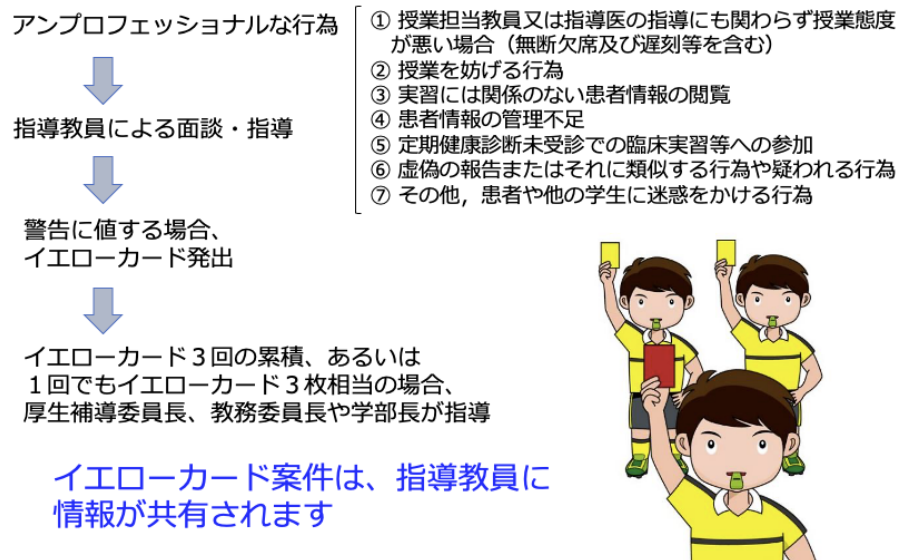 アンプロフェッショナルな行為
① 授業担当教員又は指導医の指導にも関わらず授業態度
が悪い場合（無断欠席及び遅刻等を含む）
② 授業を妨げる行為
③ 実習には関係のない患者情報の閲覧
④ 患者情報の管理不足
⑤ 定期健康診断未受診での臨床実習等への参加
⑥ 虚偽の報告またはそれに類似する行為や疑われる行為
⑦ その他，患者や他の学生に迷惑をかける行為
指導教員による面談・指導
警告に値する場合、
イエローカード発出
イエローカード３回の累積、あるいは
１回でもイエローカード３枚相当の場合、
厚生補導委員長、教務委員長や学部長が指導
イエローカード案件は、指導教員に
情報が共有されます